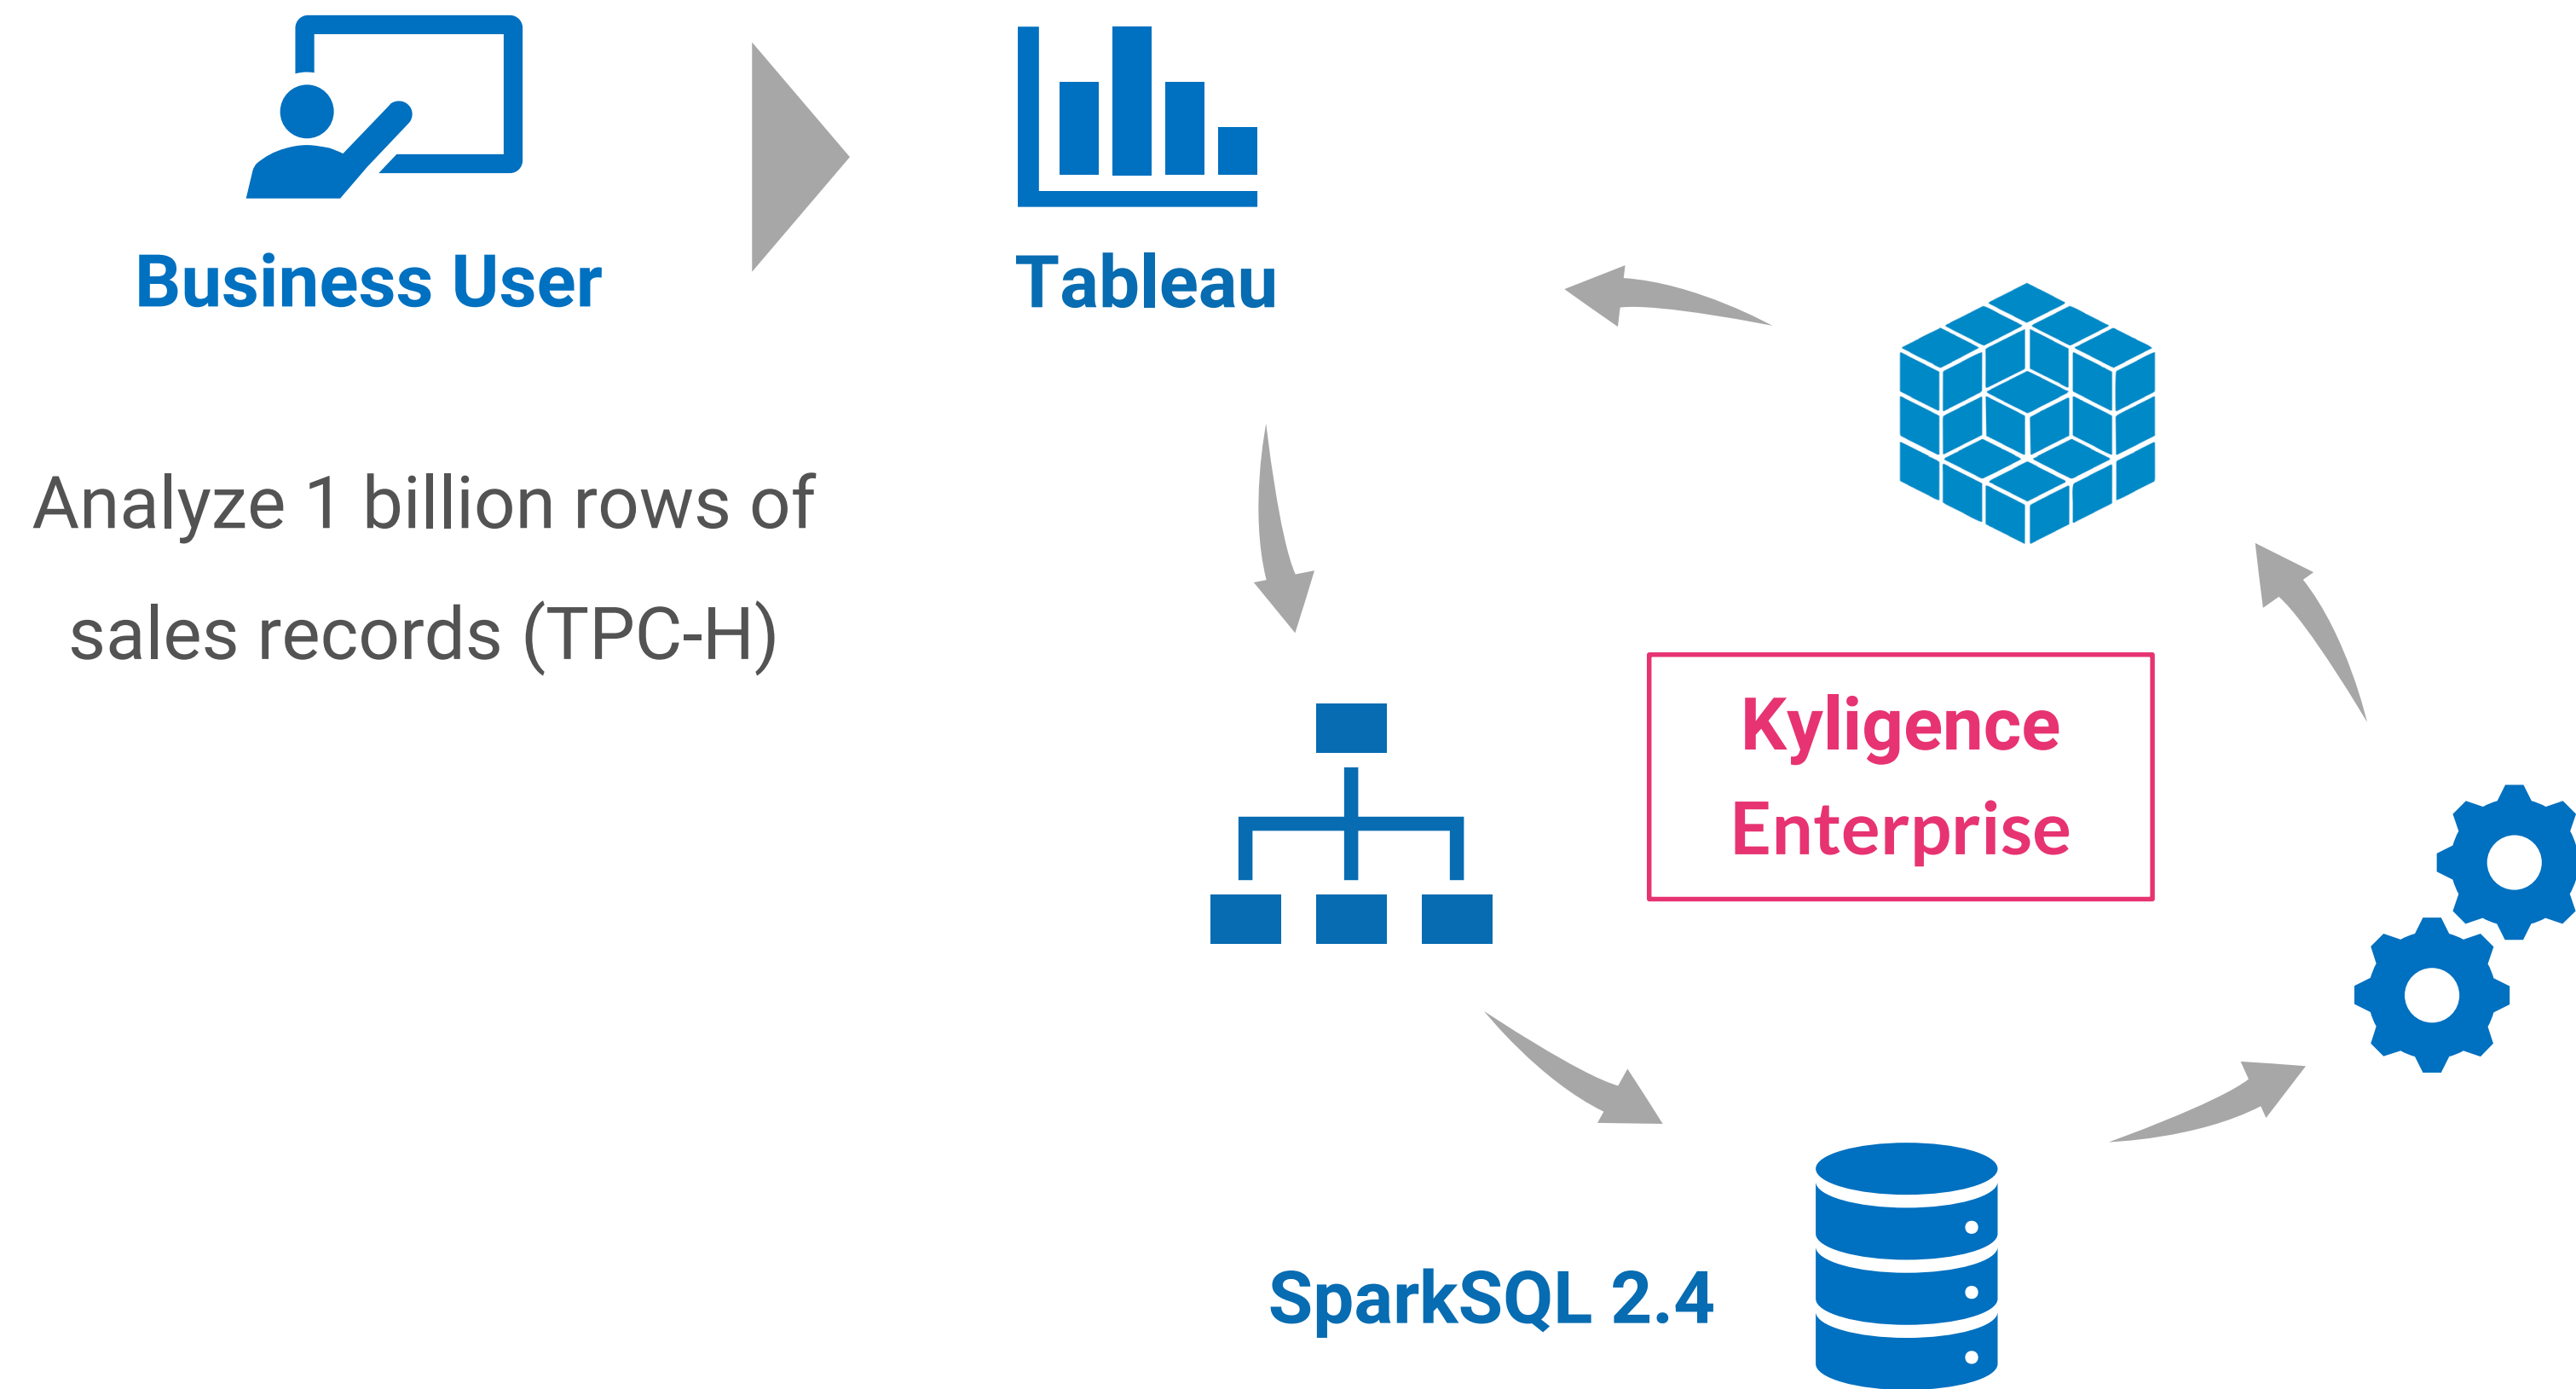 Business User
Tableau
Analyze 1 billion rows of
sales records (TPC-H)
Kyligence
Enterprise
SparkSQL 2.4